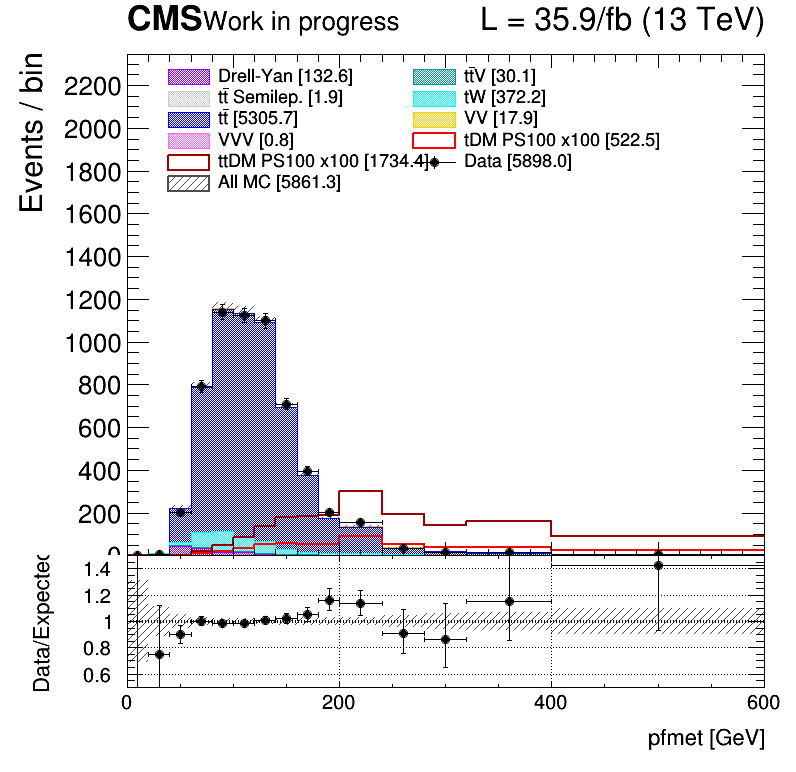 CMS Work in progress L = 35.9/fb (13 TeV)
Events / bin
Drell-Yan [132.6] tt̄V [30.1]
tt̄ Semilep. [1.9] tW [372.2]
tt̄ [5305.7] VV [17.9]
VVV [0.8] tDM PS100 x100 [522.5]
ttDM PS100 x100 [1734.4] Data [5898.0]
All MC [5861.3]
2200
2000
1800
1600
1400
1200
1000
800
600
400
200
0
Data/Expected
1.4
1.2
1
0.8
0.6
0 200 400 600
pfmet [GeV]